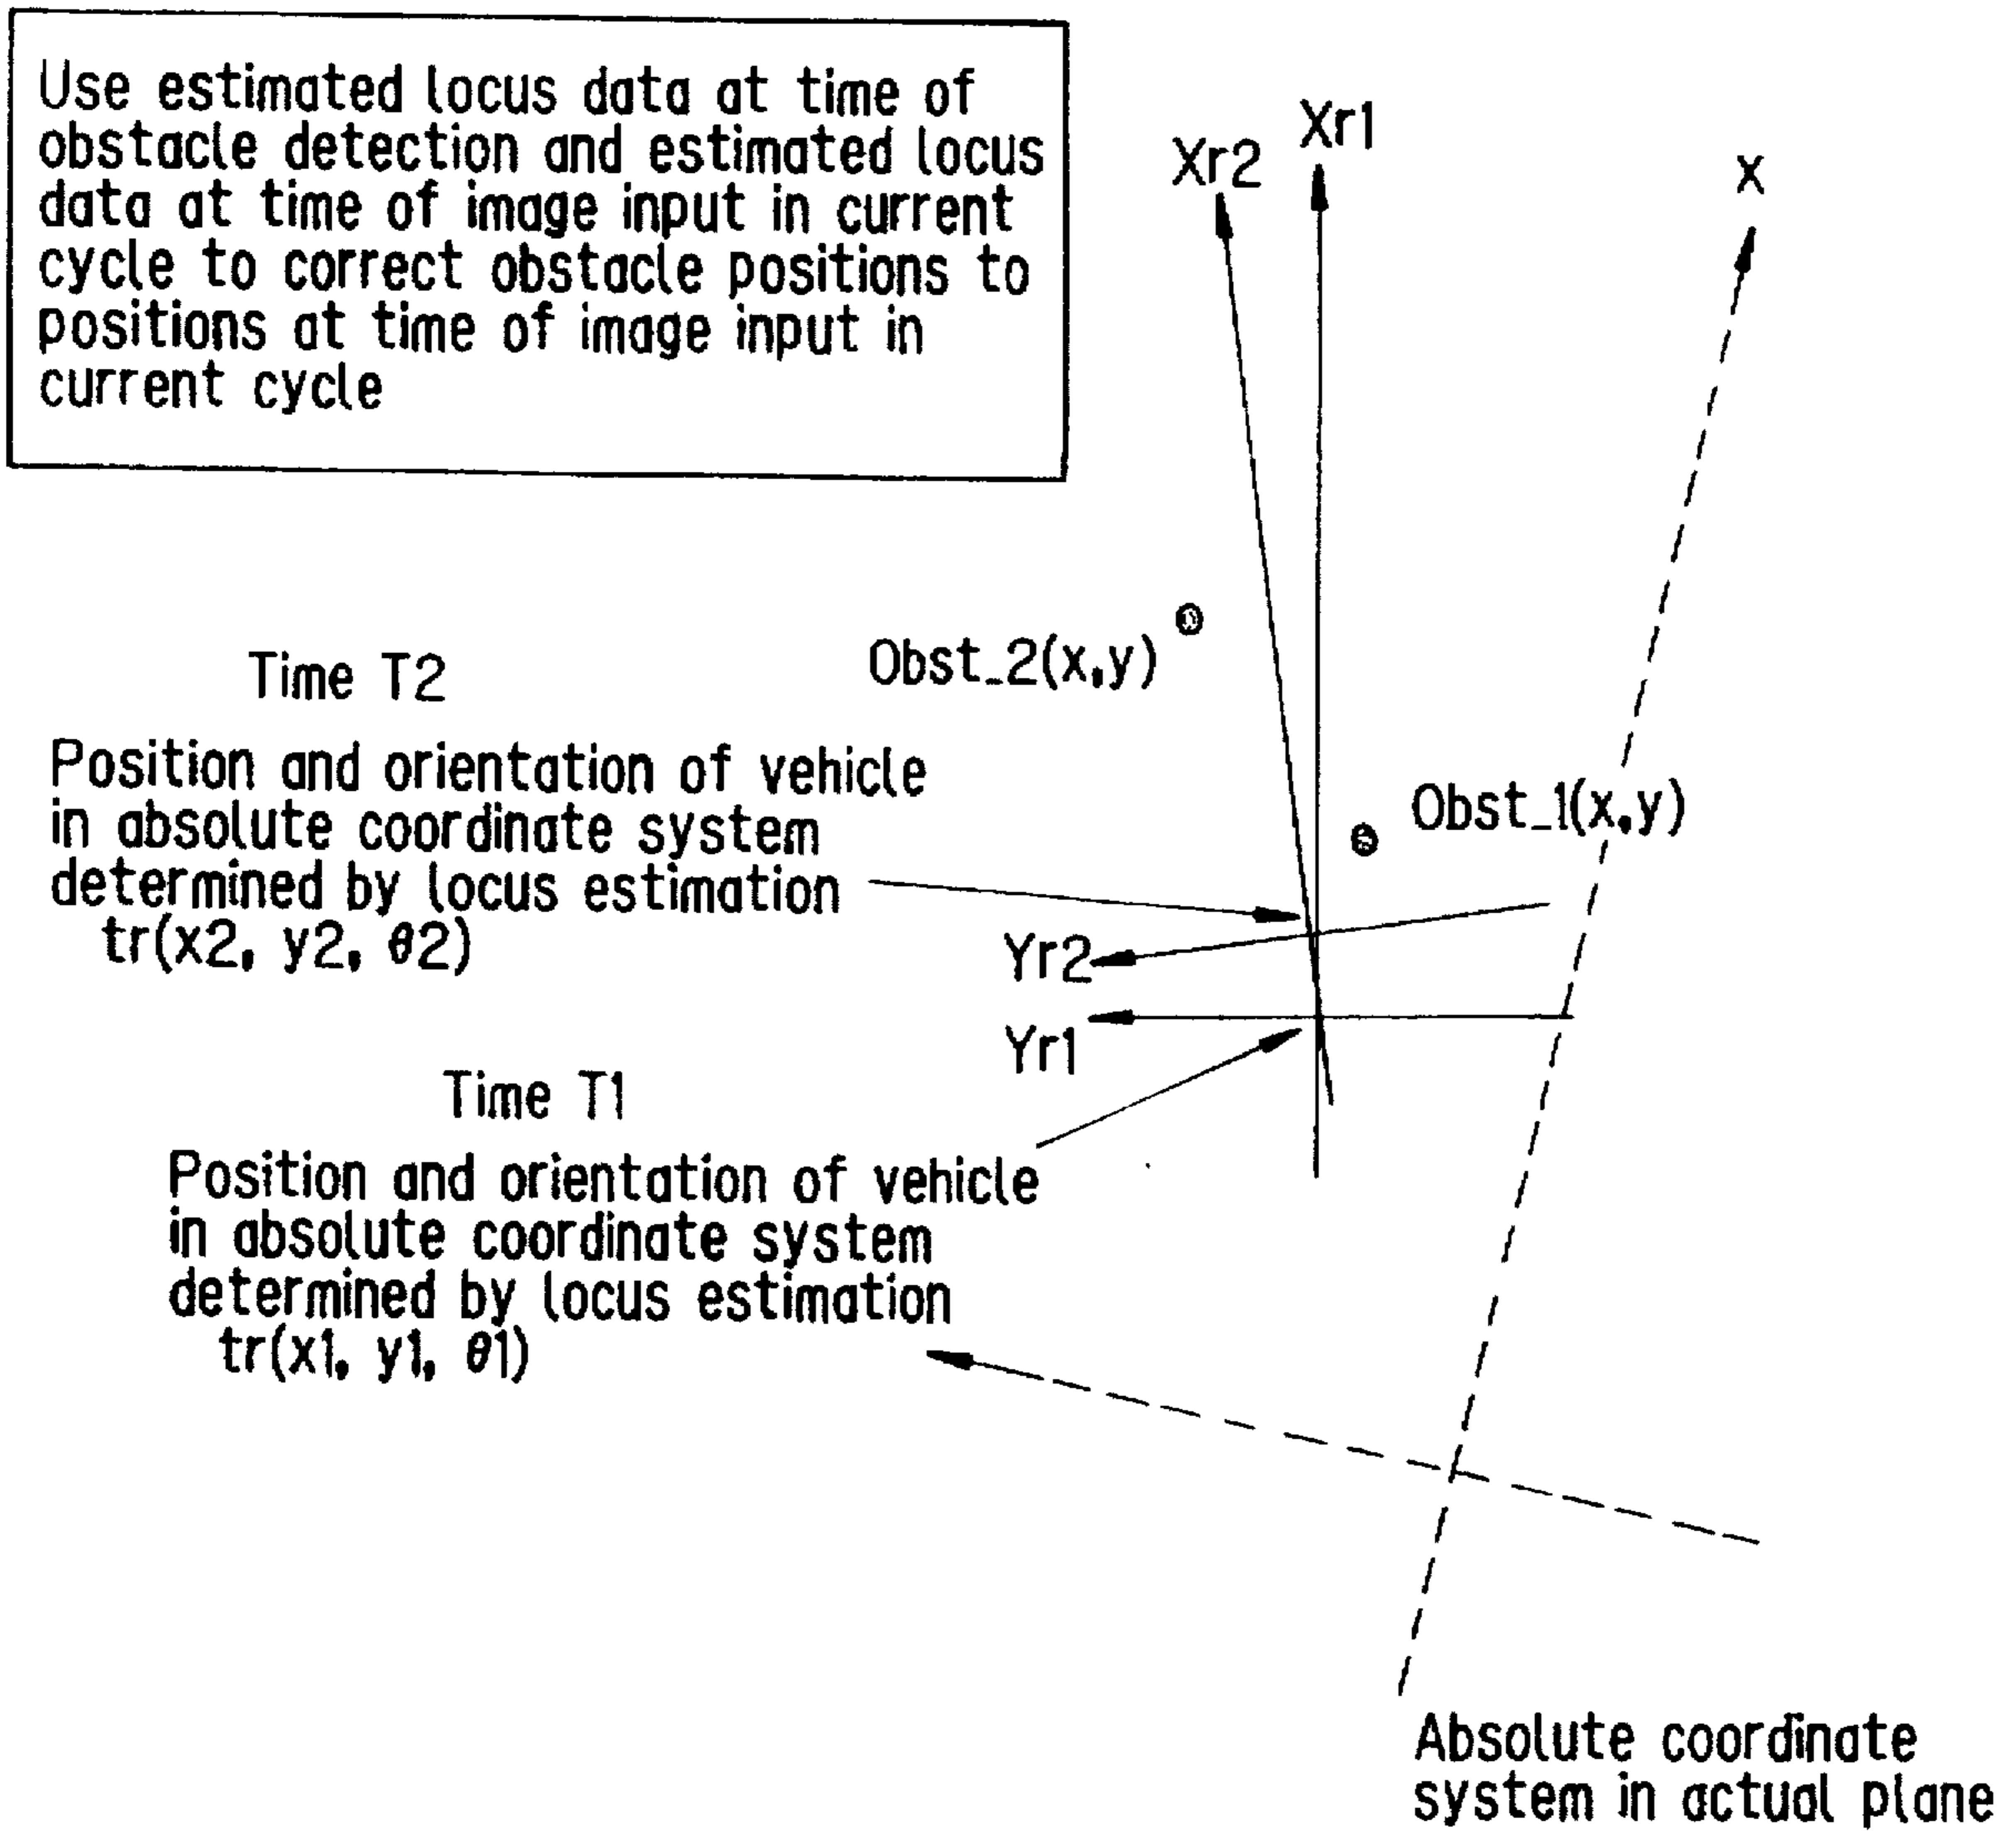 Use estimated locus data at time of
obstacle detection and estimated locus
data at time of image input in current
cycle to correct obstacle positions to
positions at time of image input in
current cycle
Xr2
Xr1
x
Obst_2(x,y)
Time T2
Position and orientation of vehicle
in absolute coordinate system
determined by locus estimation
tr(x2, y2, θ2)
Obst_1(x,y)
Yr2
Yr1
Time T1
Position and orientation of vehicle
in absolute coordinate system
determined by locus estimation
tr(x1, y1, θ1)
Absolute coordinate
system in actual plane